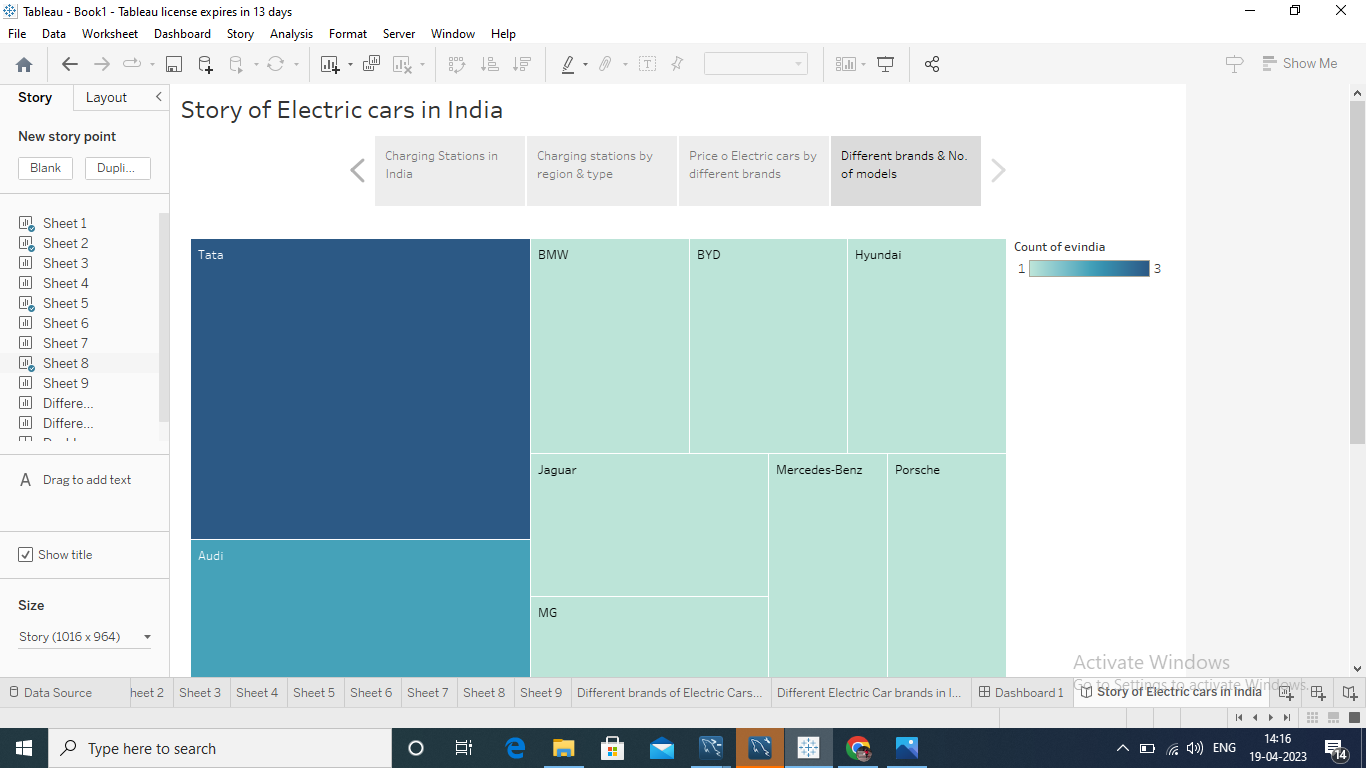 Tableau - Book1 - Tableau license expires in 13 days
File Data Worksheet Dashboard Story Analysis Format Server Window Help
Show Me
Story Layout
New story point
Blank Dupli...
Sheet 1
Sheet 2
Sheet 3
Sheet 4
Sheet 5
Sheet 6
Sheet 7
Sheet 8
Sheet 9
Differe...
Differe...
A Drag to add text
Show title
Size
Story (1016 x 964)
Story of Electric cars in India
Charging Stations in
India
Charging stations by
region & type
Price o Electric cars by
different brands
Different brands & No.
of models
Tata
BMW
BYD
Hyundai
Jaguar
Mercedes-Benz
Porsche
Audi
MG
Count of evindia
1 3
Activate Windows
Go to Settings to activate Windows.
Data Source heet 2 Sheet 3 Sheet 4 Sheet 5 Sheet 6 Sheet 7 Sheet 8 Sheet 9 Different brands of Electric Cars... Different Electric Car brands in I... Dashboard 1 Story of Electric cars in India
Type here to search
ENG
14:16
19-04-2023
14